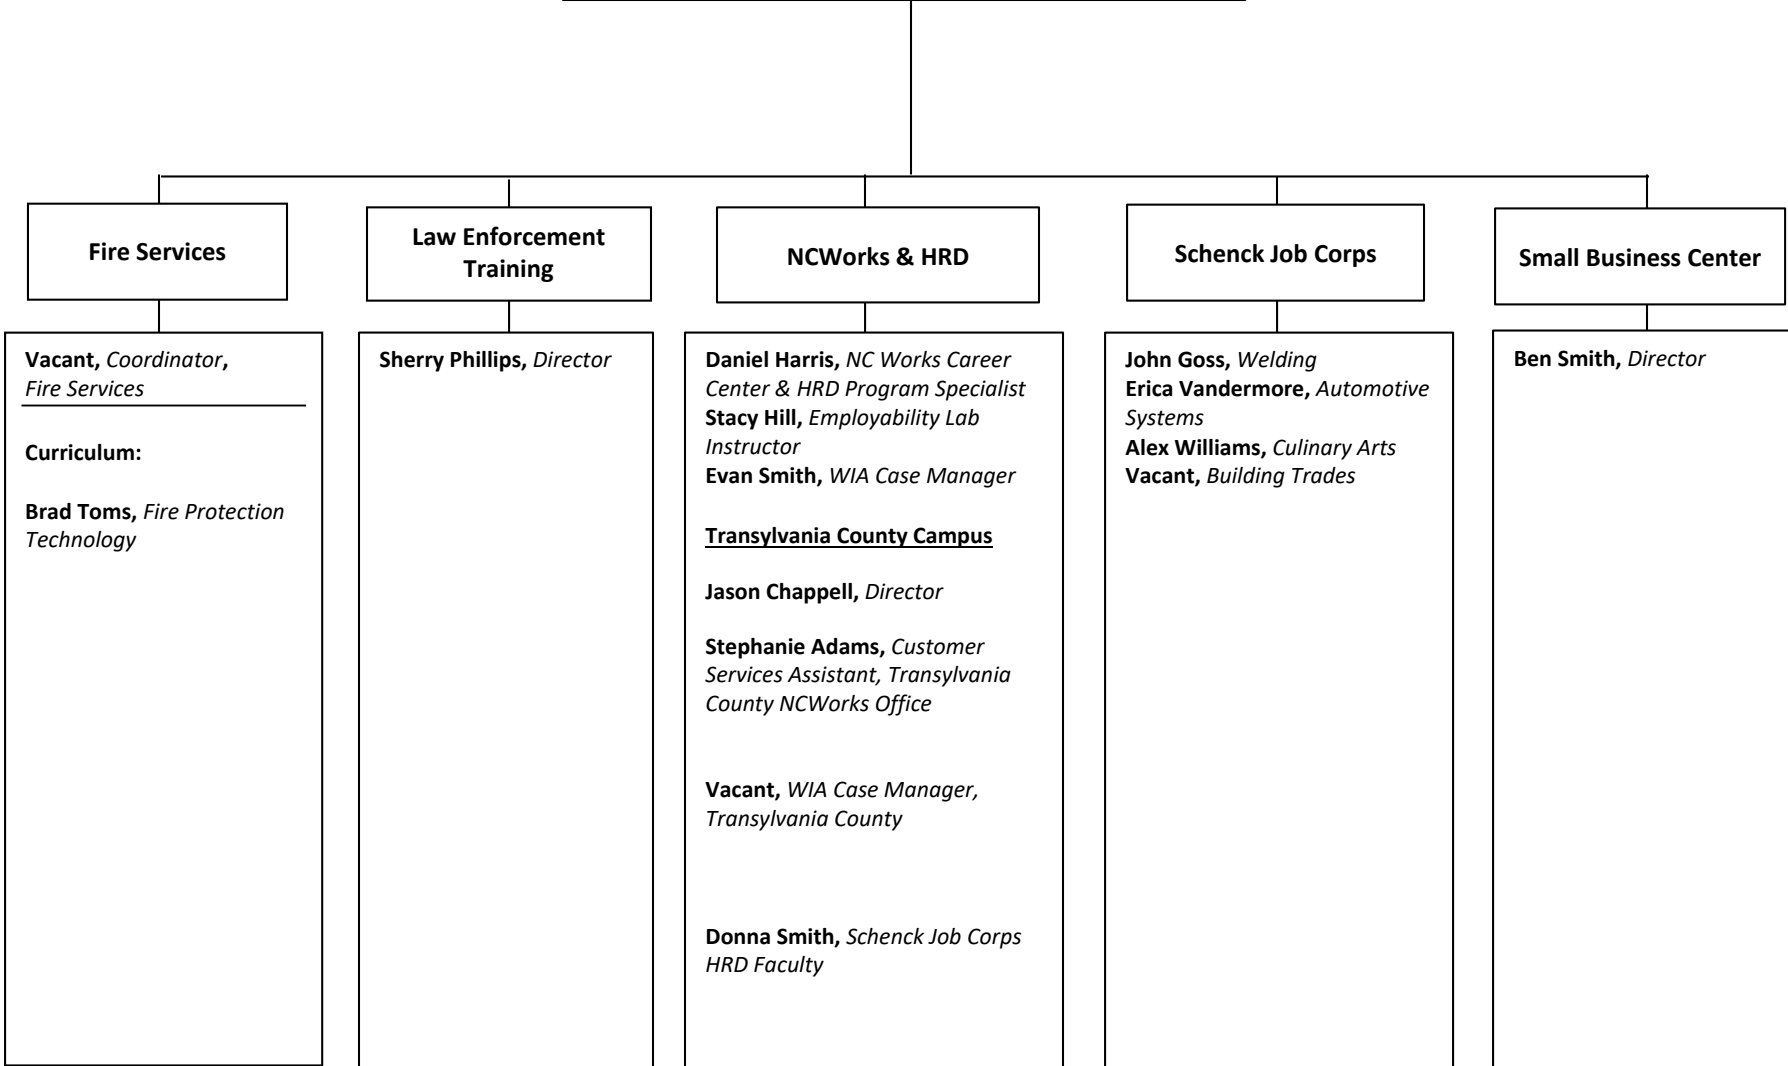 Fire Services
Law Enforcement
Training
NCWorks & HRD
Schenck Job Corps
Small Business Center
Vacant, Coordinator,
Fire Services
Curriculum:
Brad Toms, Fire Protection
Technology
Sherry Phillips, Director
Daniel Harris, NC Works Career
Center & HRD Program Specialist
Stacy Hill, Employability Lab
Instructor
Evan Smith, WIA Case Manager
Transylvania County Campus
Jason Chappell, Director
Stephanie Adams, Customer
Services Assistant, Transylvania
County NCWorks Office
Vacant, WIA Case Manager,
Transylvania County
Donna Smith, Schenck Job Corps
HRD Faculty
John Goss, Welding
Erica Vandermore, Automotive
Systems
Alex Williams, Culinary Arts
Vacant, Building Trades
Ben Smith, Director